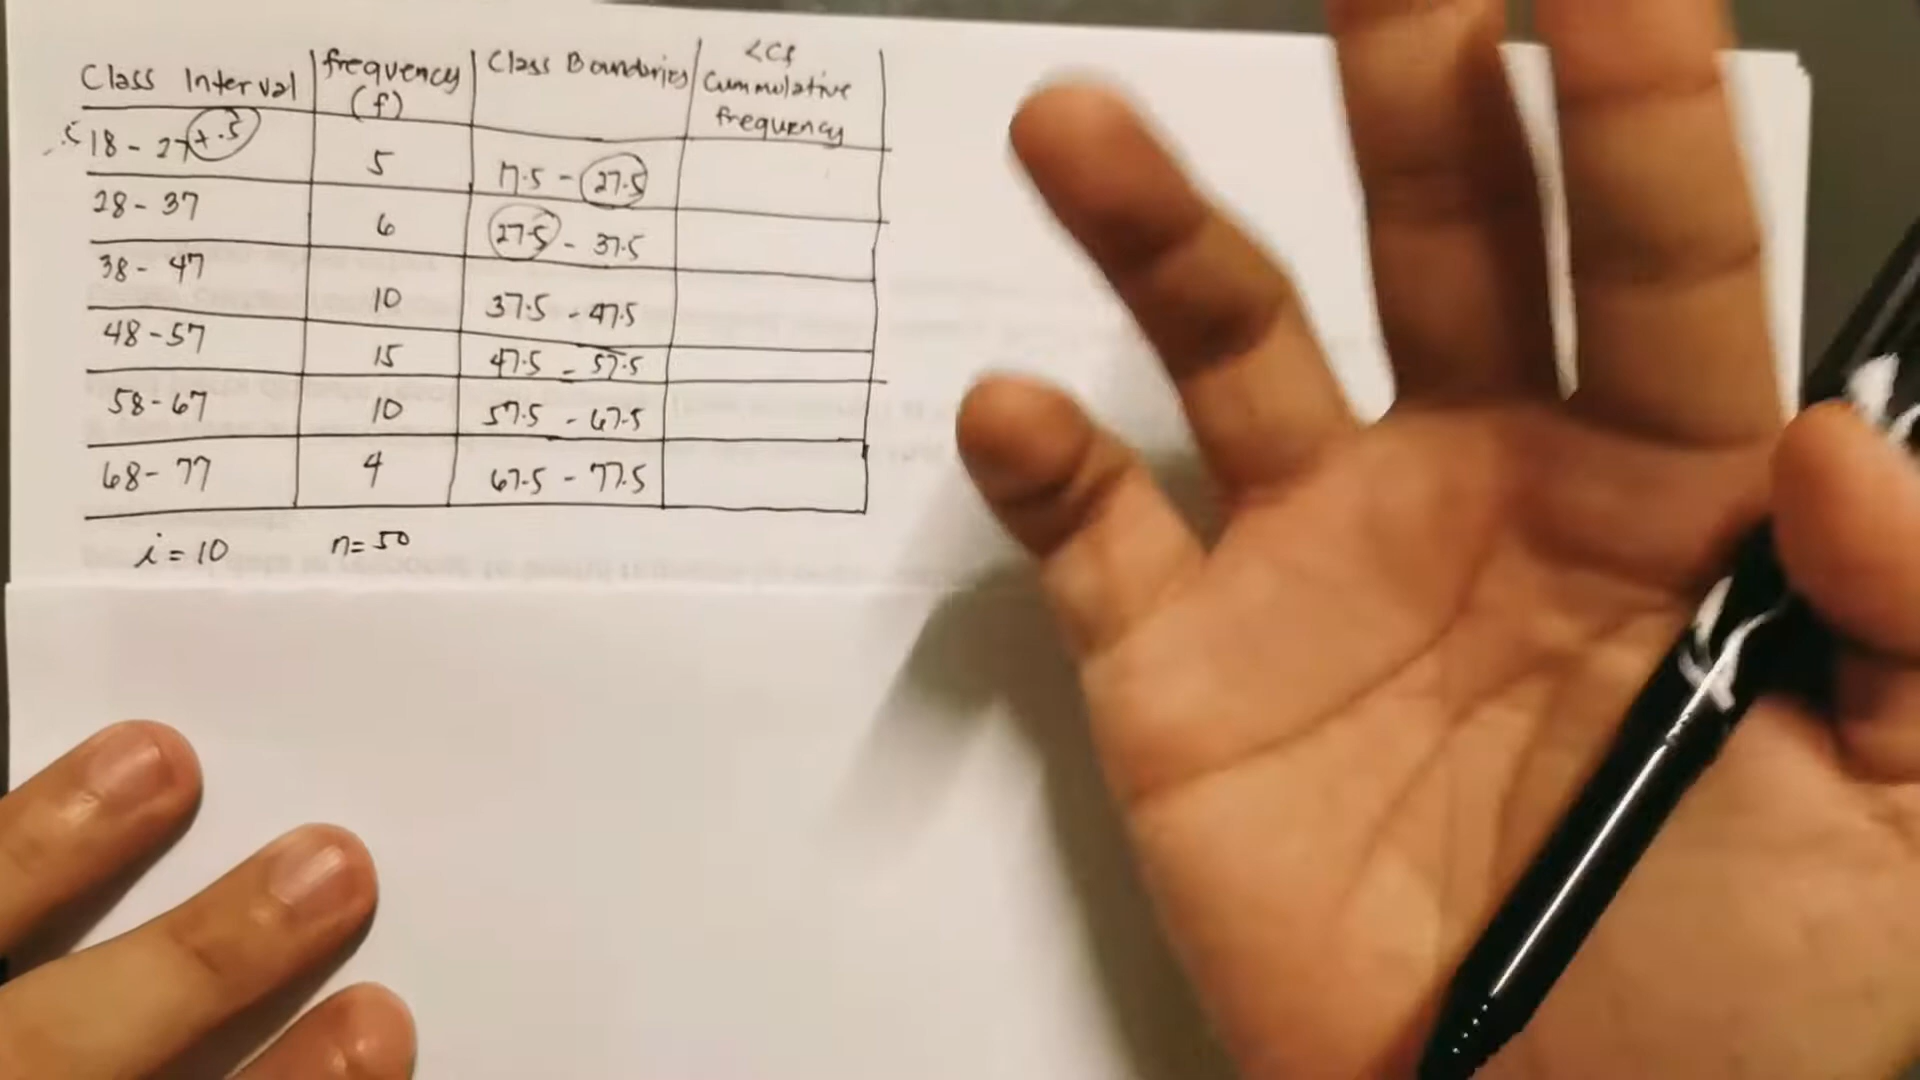 Class Interval frequency (f) Class Boundries <Cf Cummulative frequency
18 - 27 +.5 5 17.5 - 27.5
28 - 37 6 27.5 - 37.5
38 - 47 10 37.5 - 47.5
48 - 57 15 47.5 - 57.5
58 - 67 10 57.5 - 67.5
68 - 77 4 67.5 - 77.5
i = 10 n = 50